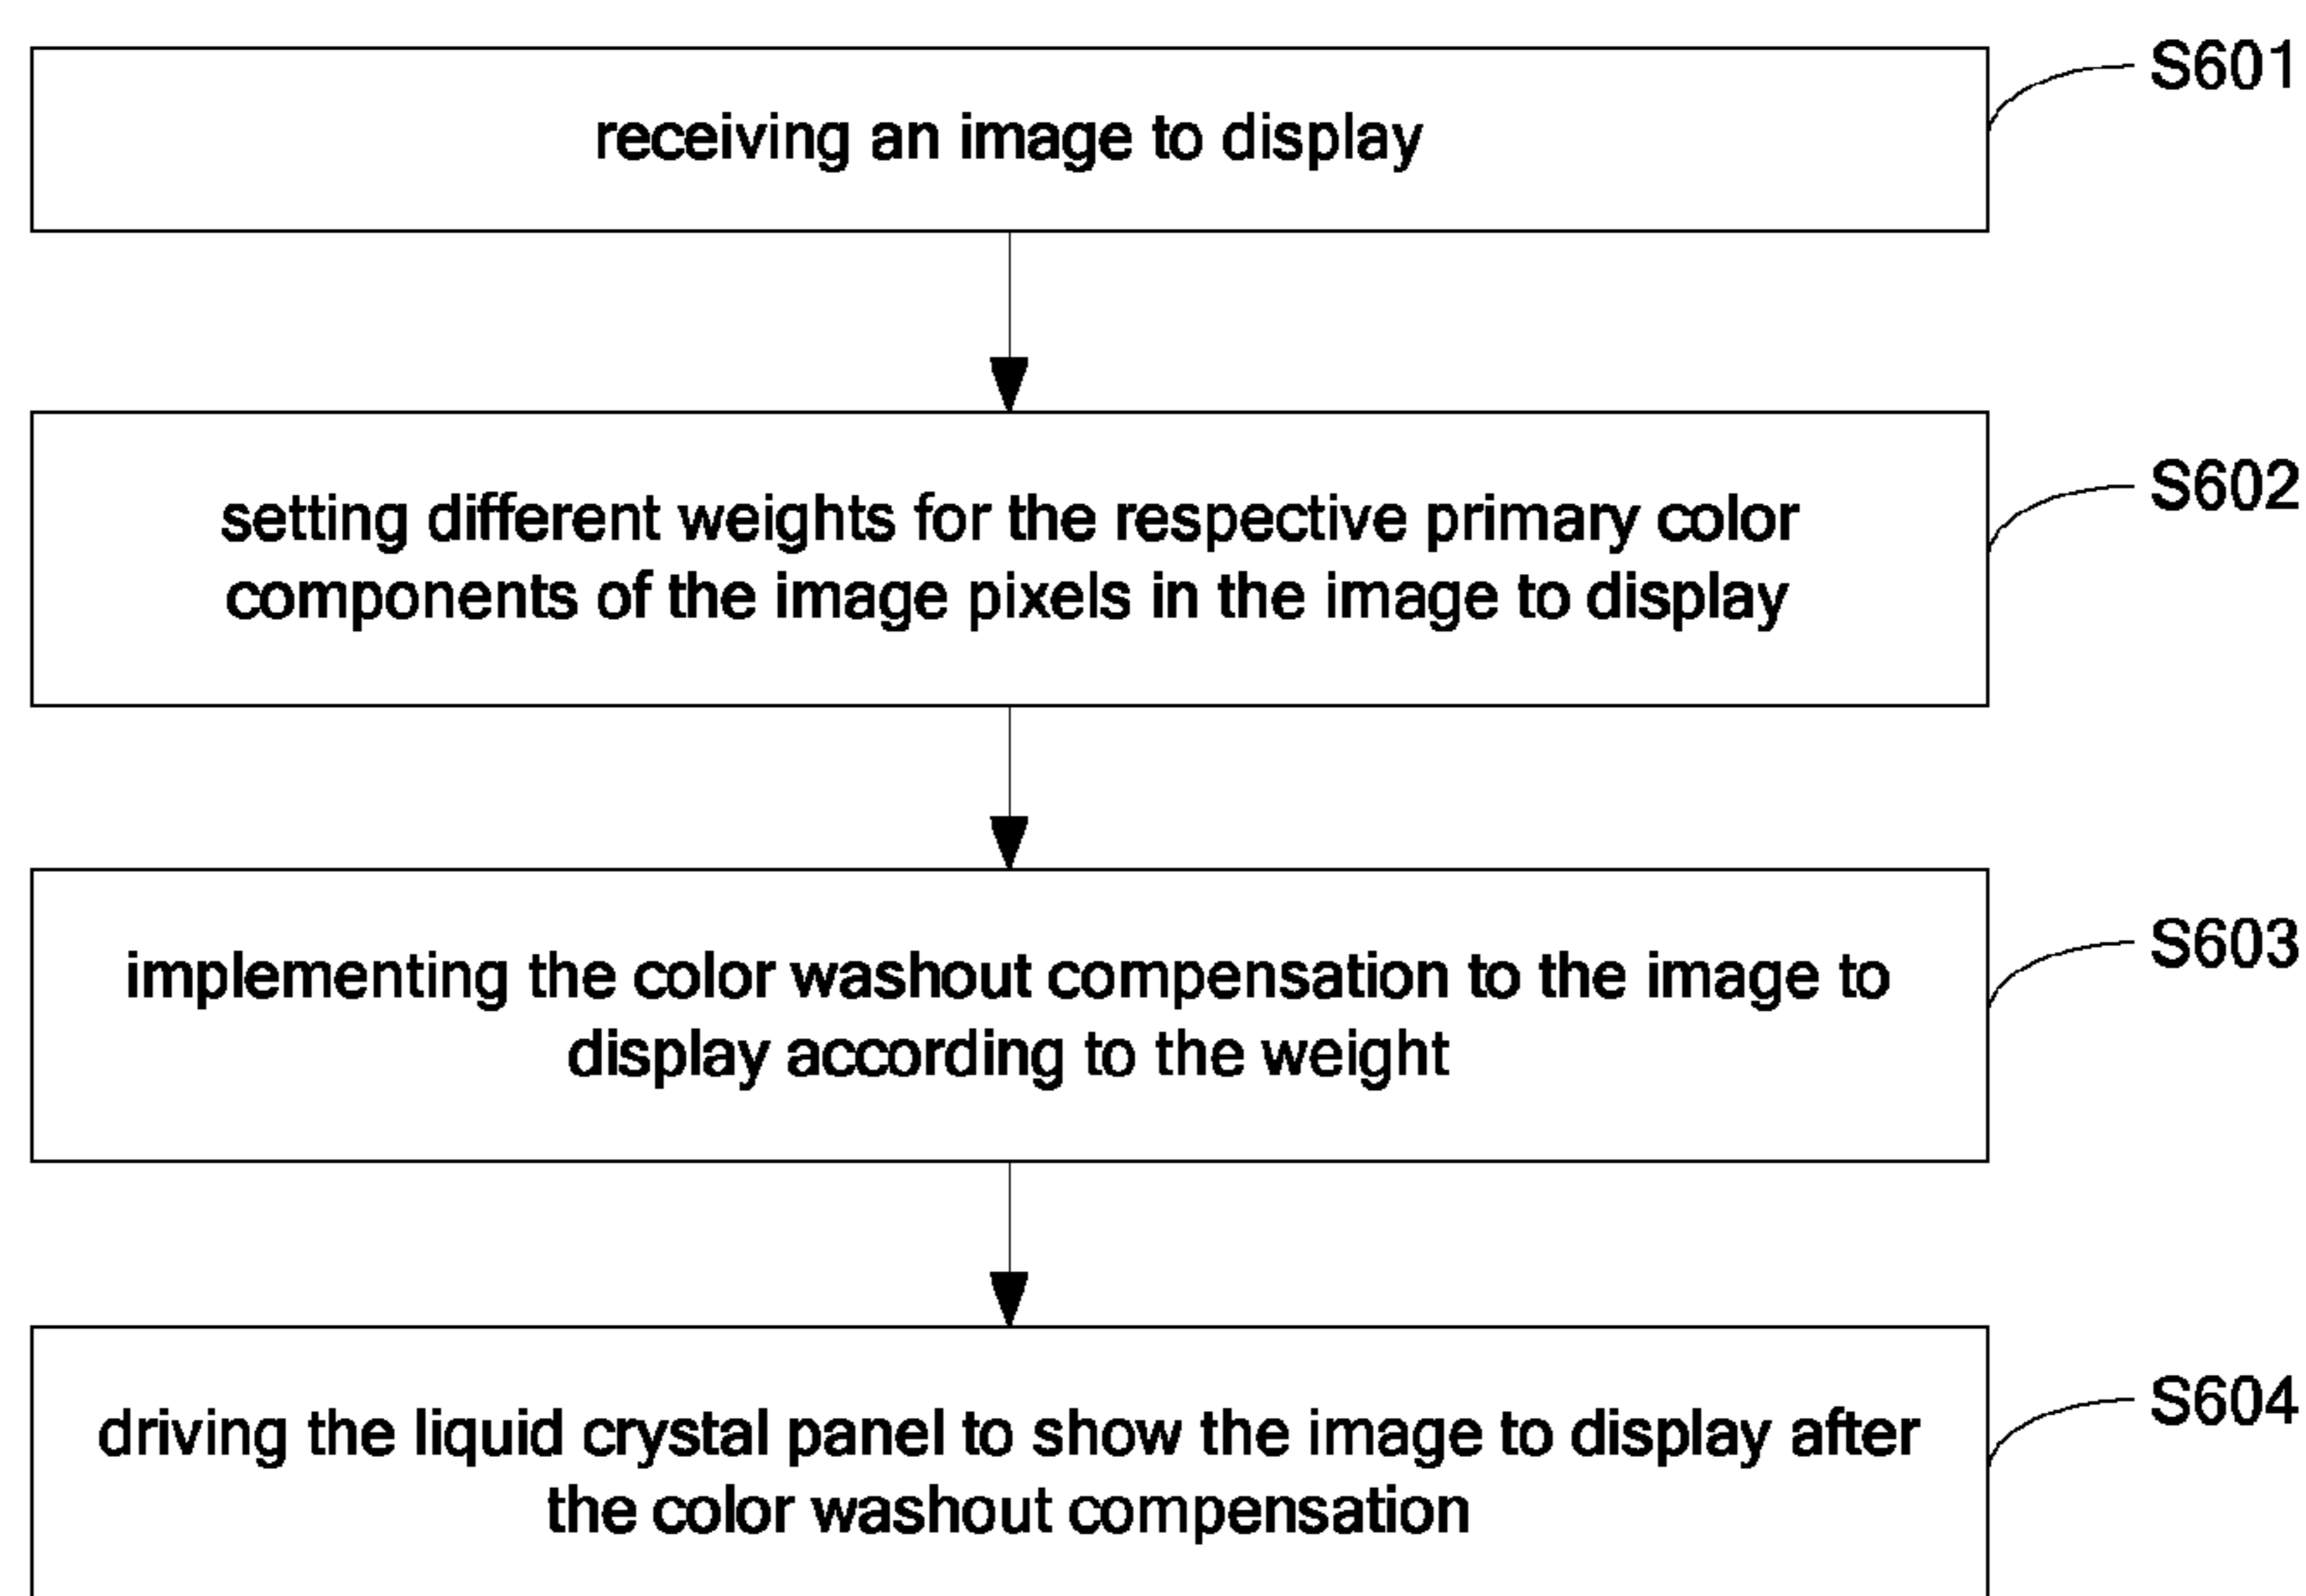 S601
receiving an image to display
S602
setting different weights for the respective primary color
components of the image pixels in the image to display
S603
implementing the color washout compensation to the image to
display according to the weight
S604
driving the liquid crystal panel to show the image to display after
the color washout compensation